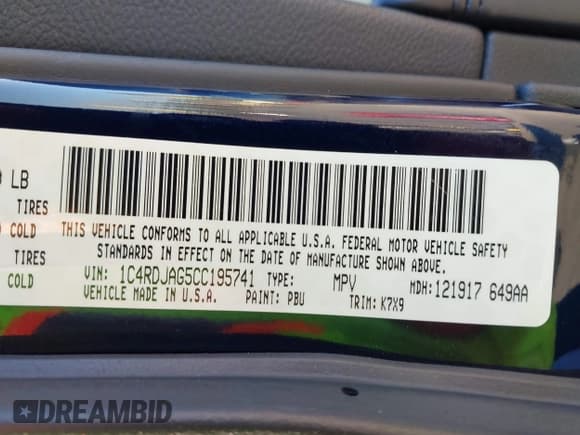 LB
TIRES
COLD
TIRES
COLD
THIS VEHICLE CONFORMS TO ALL APPLICABLE U.S.A. FEDERAL MOTOR VEHICLE SAFETY
STANDARDS IN EFFECT ON THE DATE OF MANUFACTURE SHOWN ABOVE.
VIN: 1C4RDJAG5CC195741 TYPE: MPV MDH: 121917 649AA
VEHICLE MADE IN U.S.A. PAINT: PBU TRIM: K7X9
DREAMBID